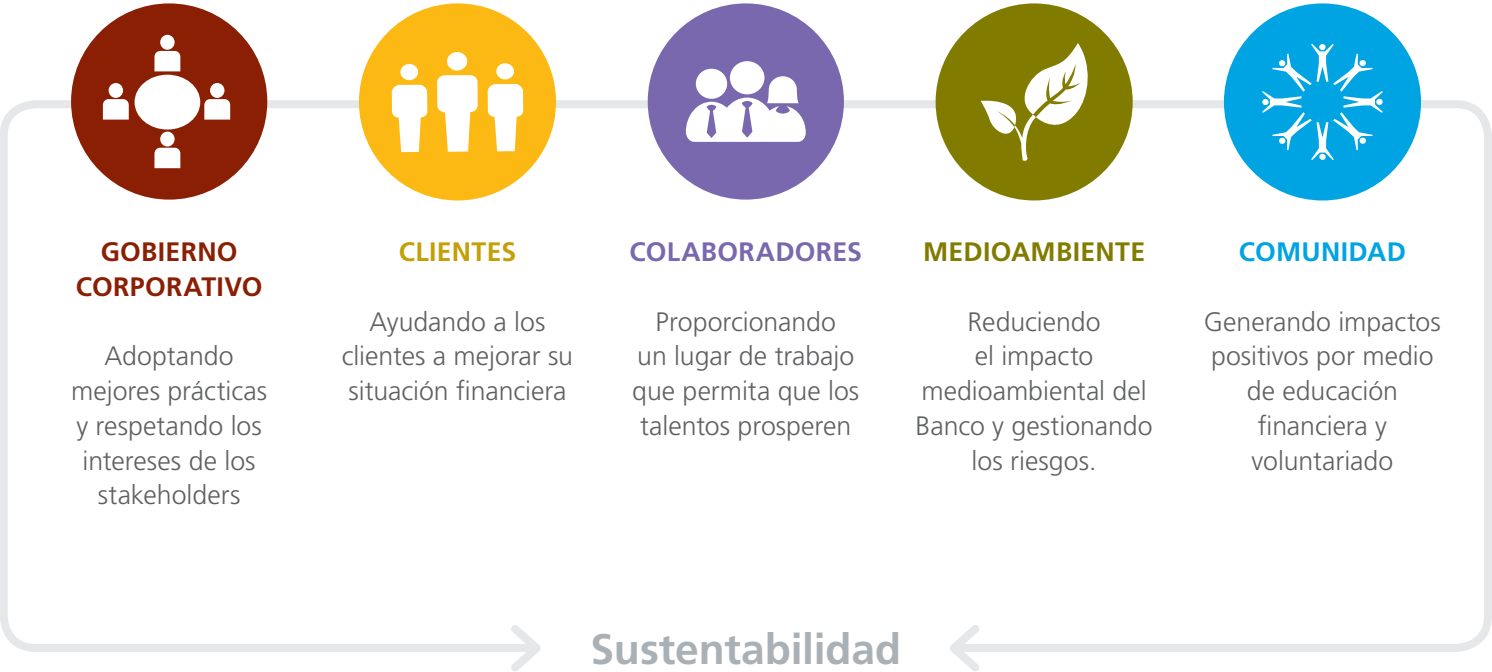 GOBIERNO
CORPORATIVO
Adoptando
mejores prácticas
y respetando los
intereses de los
stakeholders
CLIENTES
Ayudando a los
clientes a mejorar su
situación financiera
COLABORADORES
Proporcionando
un lugar de trabajo
que permita que los
talentos prosperen
MEDIOAMBIENTE
Reduciendo
el impacto
medioambiental del
Banco y gestionando
los riesgos.
COMUNIDAD
Generando impactos
positivos por medio
de educación
financiera y
voluntariado
Sustentabilidad